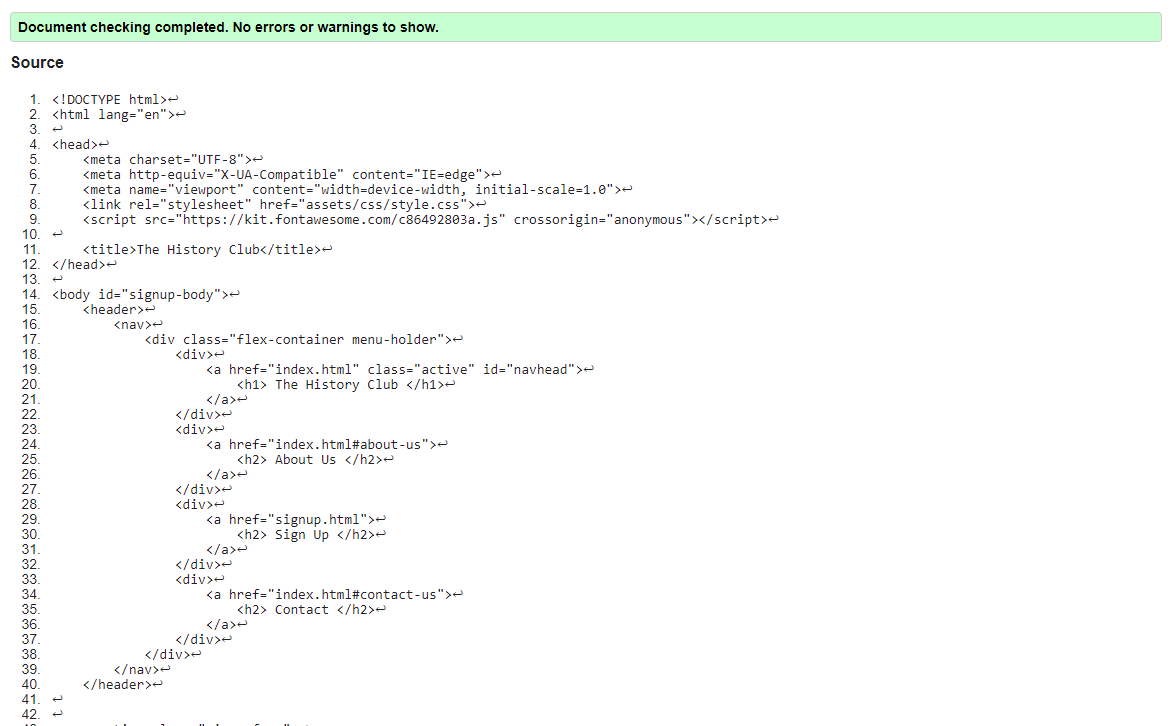 Document checking completed. No errors or warnings to show.
Source
1. <!DOCTYPE html>↩
2. <html lang="en">↩
3. ↩
4. <head>↩
5.     <meta charset="UTF-8">↩
6.     <meta http-equiv="X-UA-Compatible" content="IE=edge">↩
7.     <meta name="viewport" content="width=device-width, initial-scale=1.0">↩
8.     <link rel="stylesheet" href="assets/css/style.css">↩
9.     <script src="https://kit.fontawesome.com/c86492803a.js" crossorigin="anonymous"></script>↩
10. ↩
11.     <title>The History Club</title>↩
12. </head>↩
13. ↩
14. <body id="signup-body">↩
15.     <header>↩
16.         <nav>↩
17.             <div class="flex-container menu-holder">↩
18.                 <div>↩
19.                     <a href="index.html" class="active" id="navhead">↩
20.                         <h1> The History Club </h1>↩
21.                     </a>↩
22.                 </div>↩
23.                 <div>↩
24.                     <a href="index.html#about-us">↩
25.                         <h2> About Us </h2>↩
26.                     </a>↩
27.                 </div>↩
28.                 <div>↩
29.                     <a href="signup.html">↩
30.                         <h2> Sign Up </h2>↩
31.                     </a>↩
32.                 </div>↩
33.                 <div>↩
34.                     <a href="index.html#contact-us">↩
35.                         <h2> Contact </h2>↩
36.                     </a>↩
37.                 </div>↩
38.             </div>↩
39.         </nav>↩
40.     </header>↩
41. ↩
42. ↩